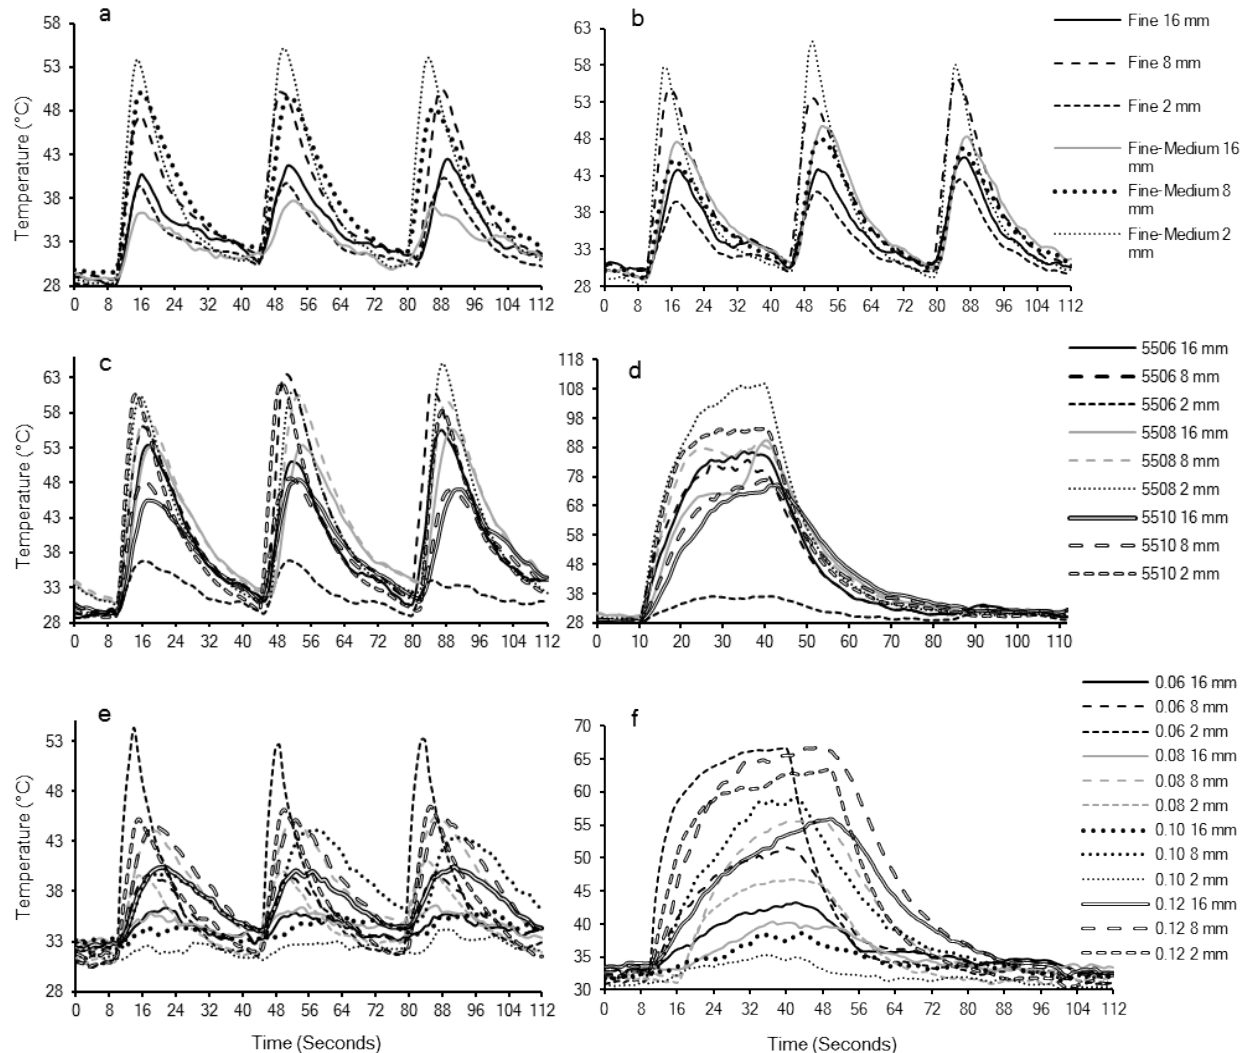 a
58
53
48
43
38
33
28
Temperature (°C)
0 8 16 24 32 40 48 56 64 72 80 88 96 104 112
b
63
58
53
48
43
38
33
28
0 8 16 24 32 40 48 56 64 72 80 88 96 104 112
Fine 16 mm
Fine 8 mm
Fine 2 mm
Fine-Medium 16
mm
Fine-Medium 8
mm
Fine-Medium 2
mm
c
63
58
53
48
43
38
33
28
Temperature (°C)
0 8 16 24 32 40 48 56 64 72 80 88 96 104 112
d
118
108
98
88
78
68
58
48
38
28
0 10 20 30 40 50 60 70 80 90 100 110
5506 16 mm
5506 8 mm
5506 2 mm
5508 16 mm
5508 8 mm
5508 2 mm
5510 16 mm
5510 8 mm
5510 2 mm
e
53
48
43
38
33
28
Temperature (°C)
0 8 16 24 32 40 48 56 64 72 80 88 96 104 112
Time (Seconds)
f
70
65
60
55
50
45
40
35
30
0 8 16 24 32 40 48 56 64 72 80 88 96 104 112
Time (Seconds)
0.06 16 mm
0.06 8 mm
0.06 2 mm
0.08 16 mm
0.08 8 mm
0.08 2 mm
0.10 16 mm
0.10 8 mm
0.10 2 mm
0.12 16 mm
0.12 8 mm
0.12 2 mm